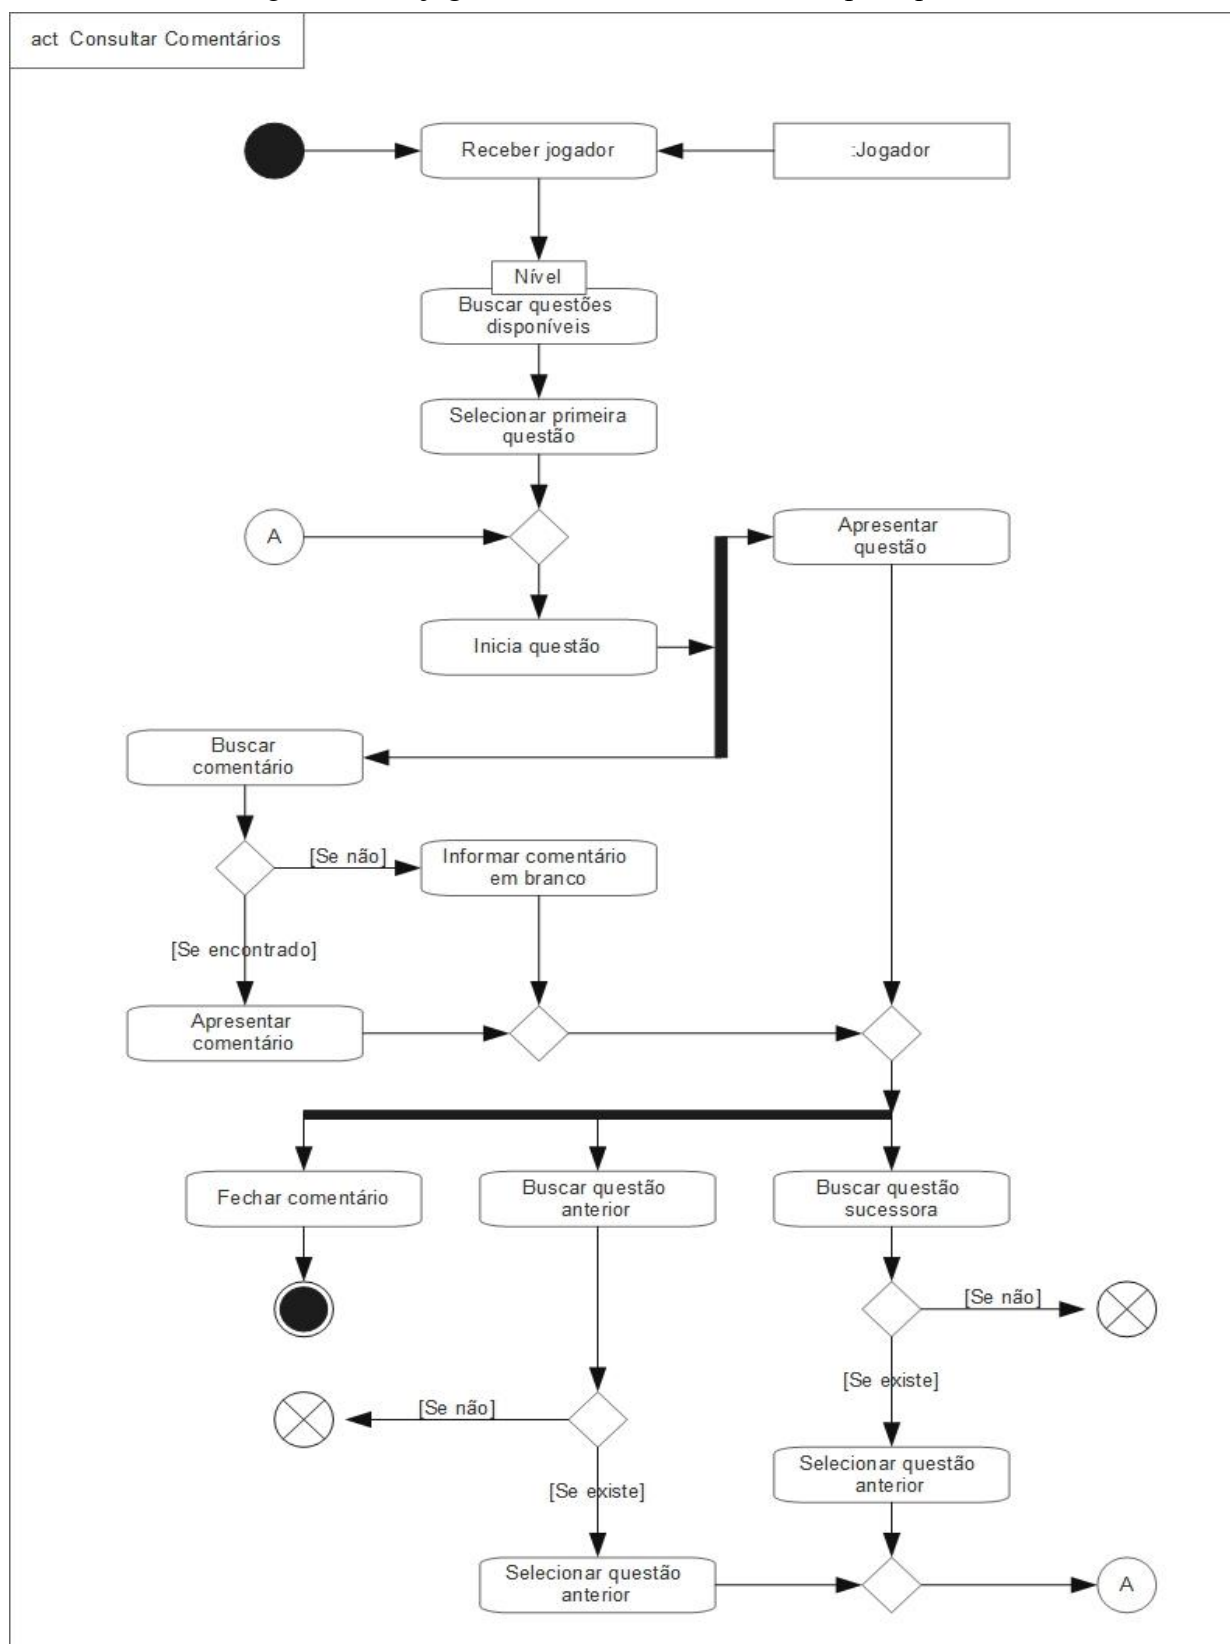 act Consultar Comentários
Receber jogador
:Jogador
Nível
Buscar questões
disponíveis
Selecionar primeira
questão
A
Apresentar
questão
Inicia questão
Buscar
comentário
[Se não]
Informar comentário
em branco
[Se encontrado]
Apresentar
comentário
Fechar comentário
Buscar questão
anterior
Buscar questão
sucessora
[Se não]
[Se existe]
[Se não]
Selecionar questão
anterior
[Se existe]
Selecionar questão
anterior
A